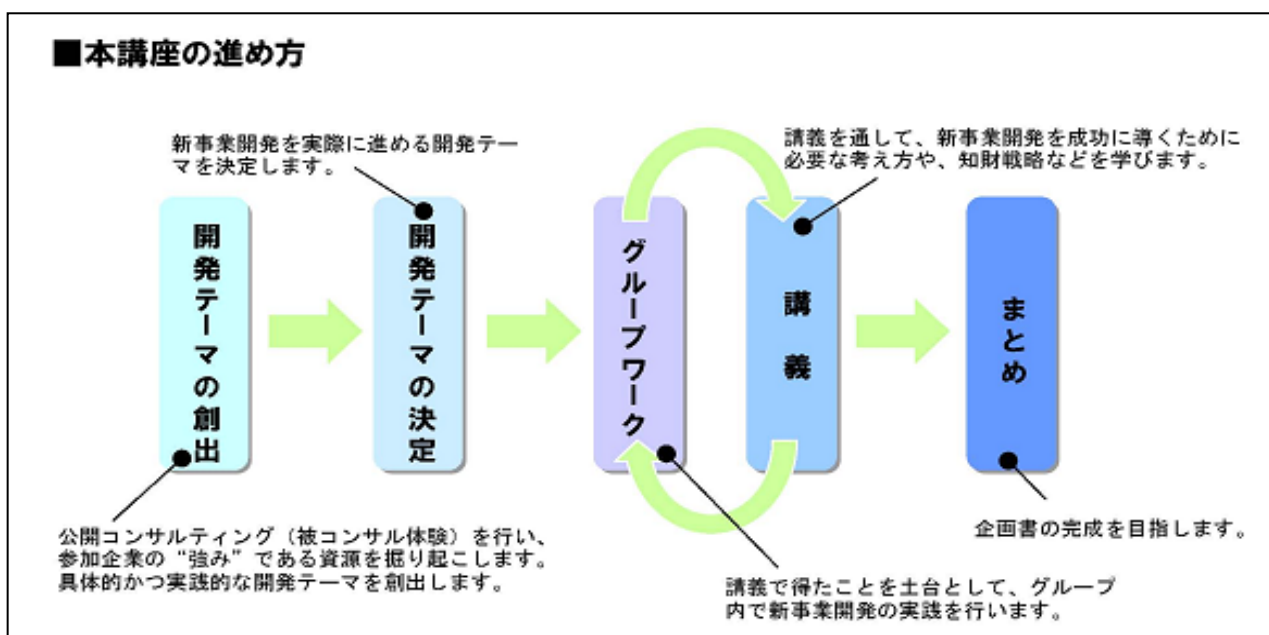 ■本講座の進め方
新事業開発を実際に進める開発テー
マを決定します。
講義を通して、新事業開発を成功に導くために
必要な考え方や、知財戦略などを学びます。
開発テーマの創出
開発テーマの決定
グループワーク
講義
まとめ
公開コンサルティング（被コンサル体験）を行い、
参加企業の“強み”である資源を掘り起こします。
具体的かつ実践的な開発テーマを創出します。
講義で得たことを土台として、グループ
内で新事業開発の実践を行います。
企画書の完成を目指します。